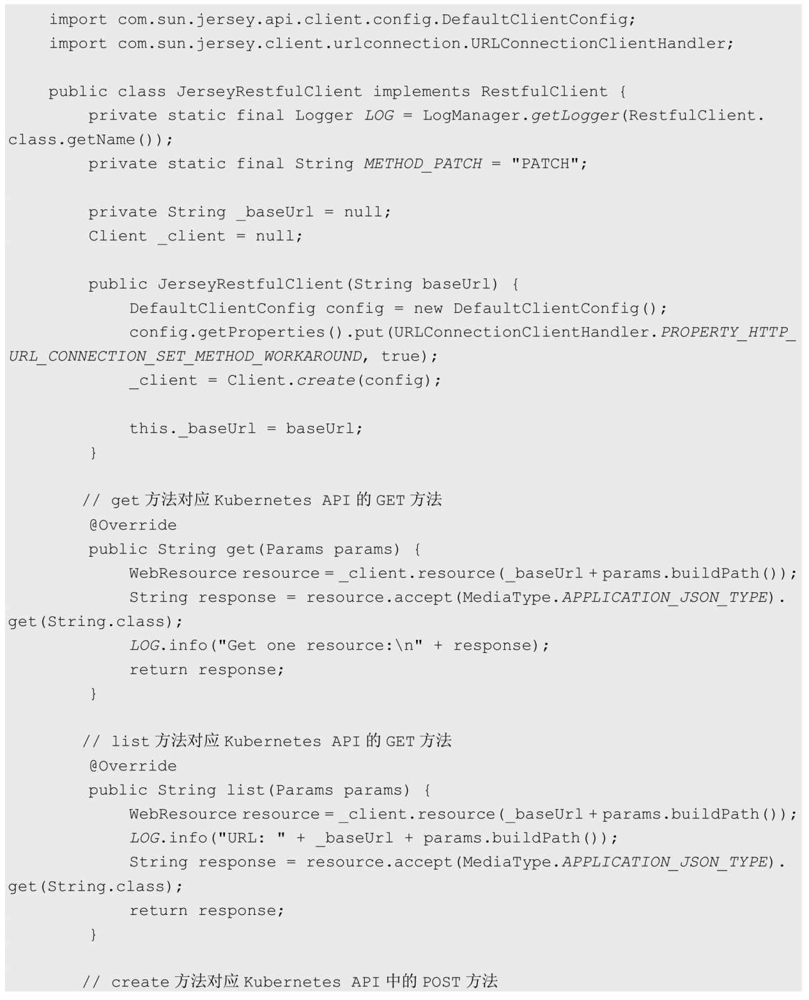 import com.sun.jersey.api.client.config.DefaultClientConfig;
import com.sun.jersey.client.urlconnection.URLConnectionClientHandler;
public class JerseyRestfulClient implements RestfulClient {
private static final Logger LOG = LogManager.getLogger(RestfulClient.
class.getName());
private static final String METHOD_PATCH = "PATCH";
private String _baseUrl = null;
Client _client = null;
public JerseyRestfulClient(String baseUrl) {
DefaultClientConfig config = new DefaultClientConfig();
config.getProperties().put(URLConnectionClientHandler.PROPERTY_HTTP_
URL_CONNECTION_SET_METHOD_WORKAROUND, true);
_client = Client.create(config);
this._baseUrl = baseUrl;
}
// get 方法对应 Kubernetes API 的 GET 方法
@Override
public String get(Params params) {
WebResource resource = _client.resource(_baseUrl + params.buildPath());
String response = resource.accept(MediaType.APPLICATION_JSON_TYPE).
get(String.class);
LOG.info("Get one resource:\n" + response);
return response;
}
// list 方法对应 Kubernetes API 的 GET 方法
@Override
public String list(Params params) {
WebResource resource = _client.resource(_baseUrl + params.buildPath());
LOG.info("URL: " + _baseUrl + params.buildPath());
String response = resource.accept(MediaType.APPLICATION_JSON_TYPE).
get(String.class);
return response;
}
// create 方法对应 Kubernetes API 中的 POST 方法